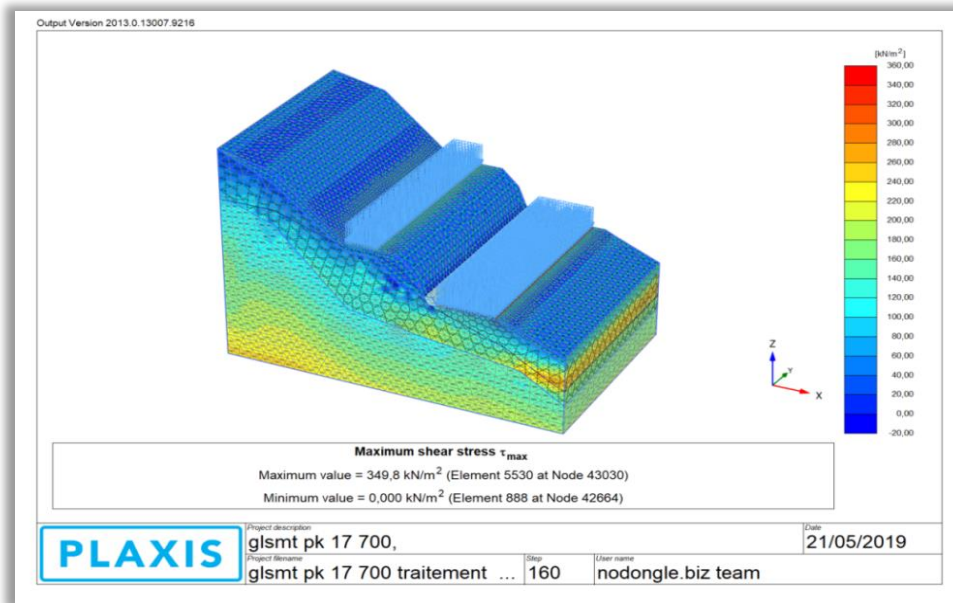 Output Version 2013.0.13007.9216
[kN/m²]
360,00
340,00
320,00
300,00
280,00
260,00
240,00
220,00
200,00
180,00
160,00
140,00
120,00
100,00
80,00
60,00
40,00
20,00
0,00
-20,00
Z
Y
X
Maximum shear stress τmax
Maximum value = 349,8 kN/m² (Element 5530 at Node 43030)
Minimum value = 0,000 kN/m² (Element 888 at Node 42664)
PLAXIS
Project description
glsmt pk 17 700,
Date
21/05/2019
Project filename
glsmt pk 17 700 traitement ...
Step
160
User name
nodongle.biz team